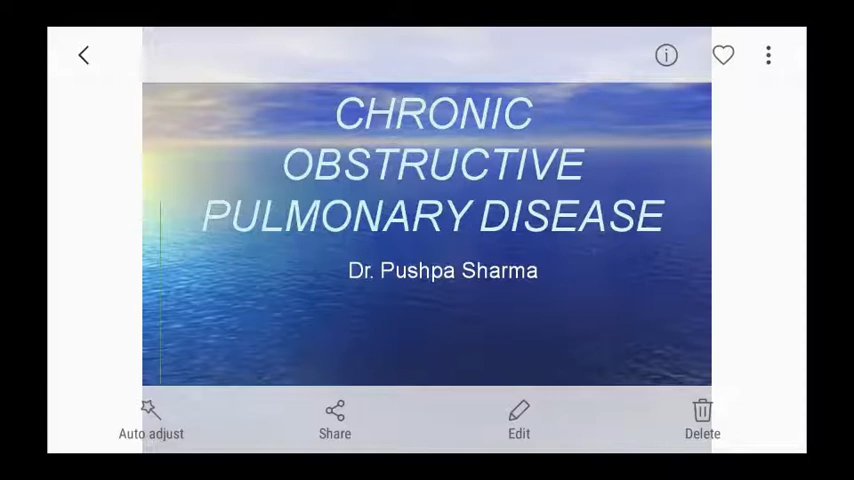 CHRONIC
OBSTRUCTIVE
PULMONARY DISEASE
Dr. Pushpa Sharma
Auto adjust
Share
Edit
Delete